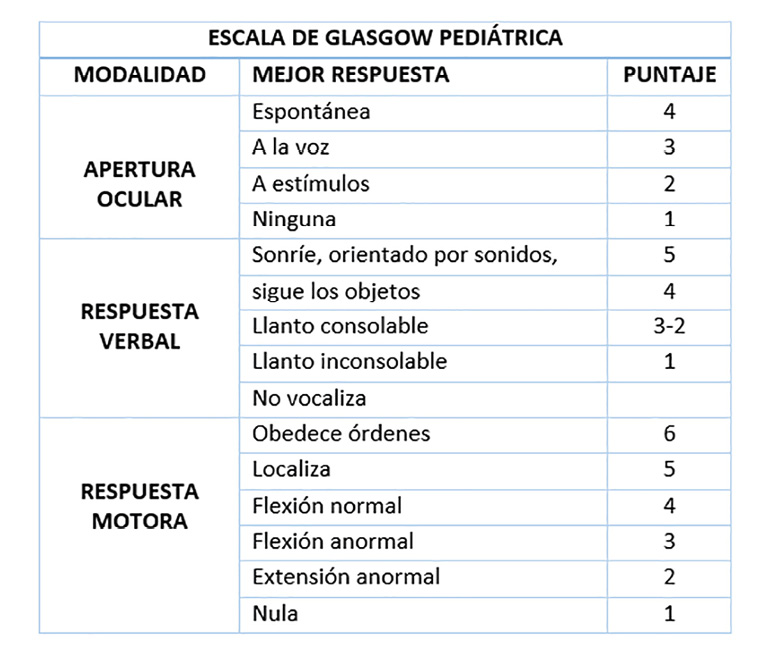 ESCALA DE GLASGOW PEDIÁTRICA
MODALIDAD MEJOR RESPUESTA PUNTAJE
APERTURA
OCULAR
Espontánea 4
A la voz 3
A estímulos 2
Ninguna 1
RESPUESTA
VERBAL
Sonríe, orientado por sonidos, 5
sigue los objetos 4
Llanto consolable 3-2
Llanto inconsolable 1
No vocaliza
RESPUESTA
MOTORA
Obedece órdenes 6
Localiza 5
Flexión normal 4
Flexión anormal 3
Extensión anormal 2
Nula 1